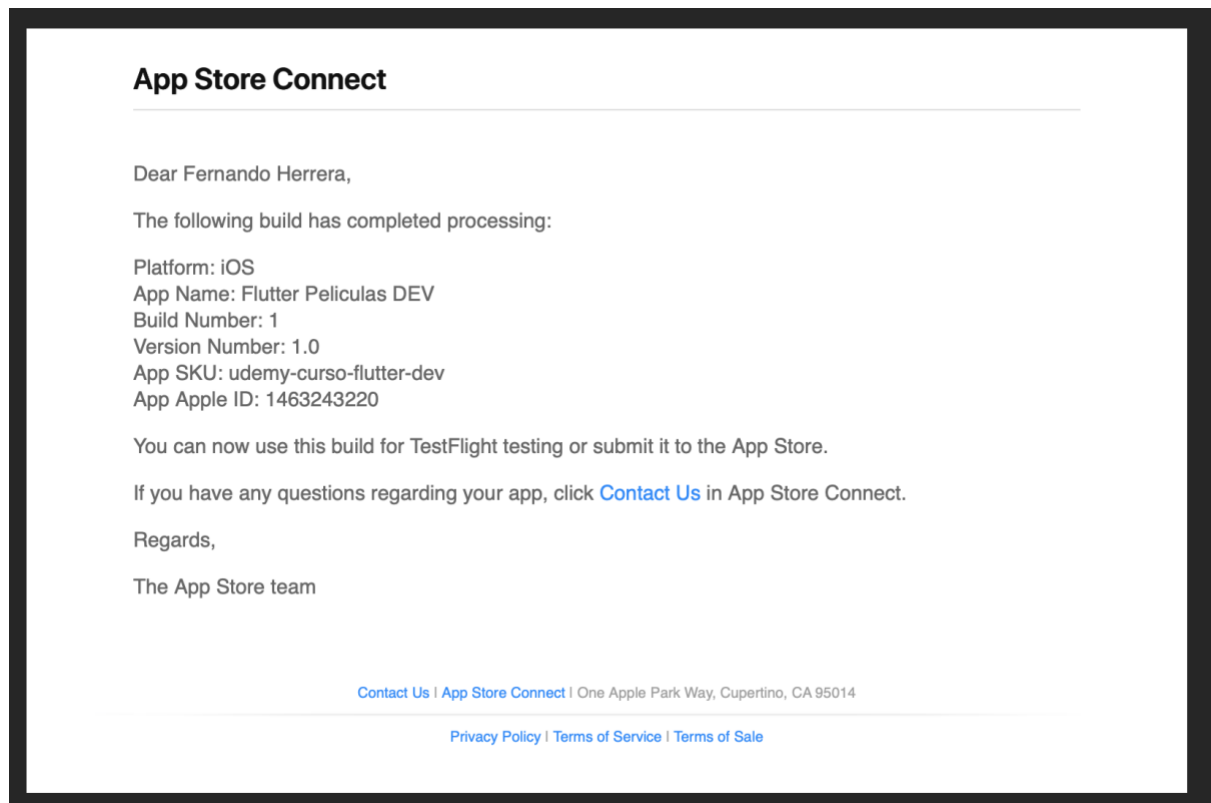 App Store Connect
Dear Fernando Herrera,
The following build has completed processing:
Platform: iOS
App Name: Flutter Peliculas DEV
Build Number: 1
Version Number: 1.0
App SKU: udemy-curso-flutter-dev
App Apple ID: 1463243220
You can now use this build for TestFlight testing or submit it to the App Store.
If you have any questions regarding your app, click Contact Us in App Store Connect.
Regards,
The App Store team
Contact Us | App Store Connect | One Apple Park Way, Cupertino, CA 95014
Privacy Policy | Terms of Service | Terms of Sale